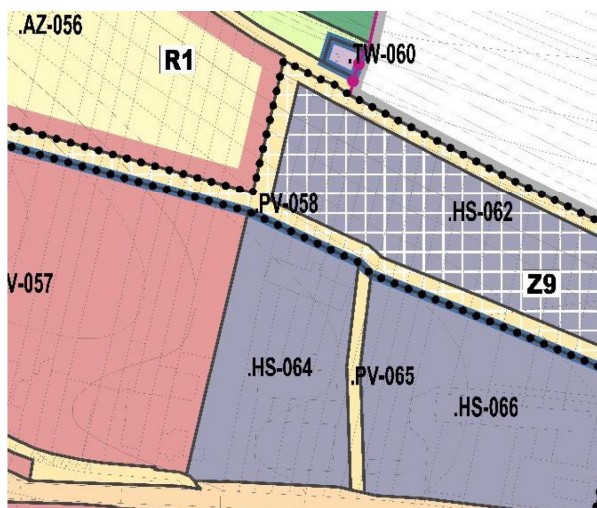 .AZ-056
R1
.TW-060
.PV-058
.HS-062
V-057
Z9
.HS-064
.PV-065
.HS-066